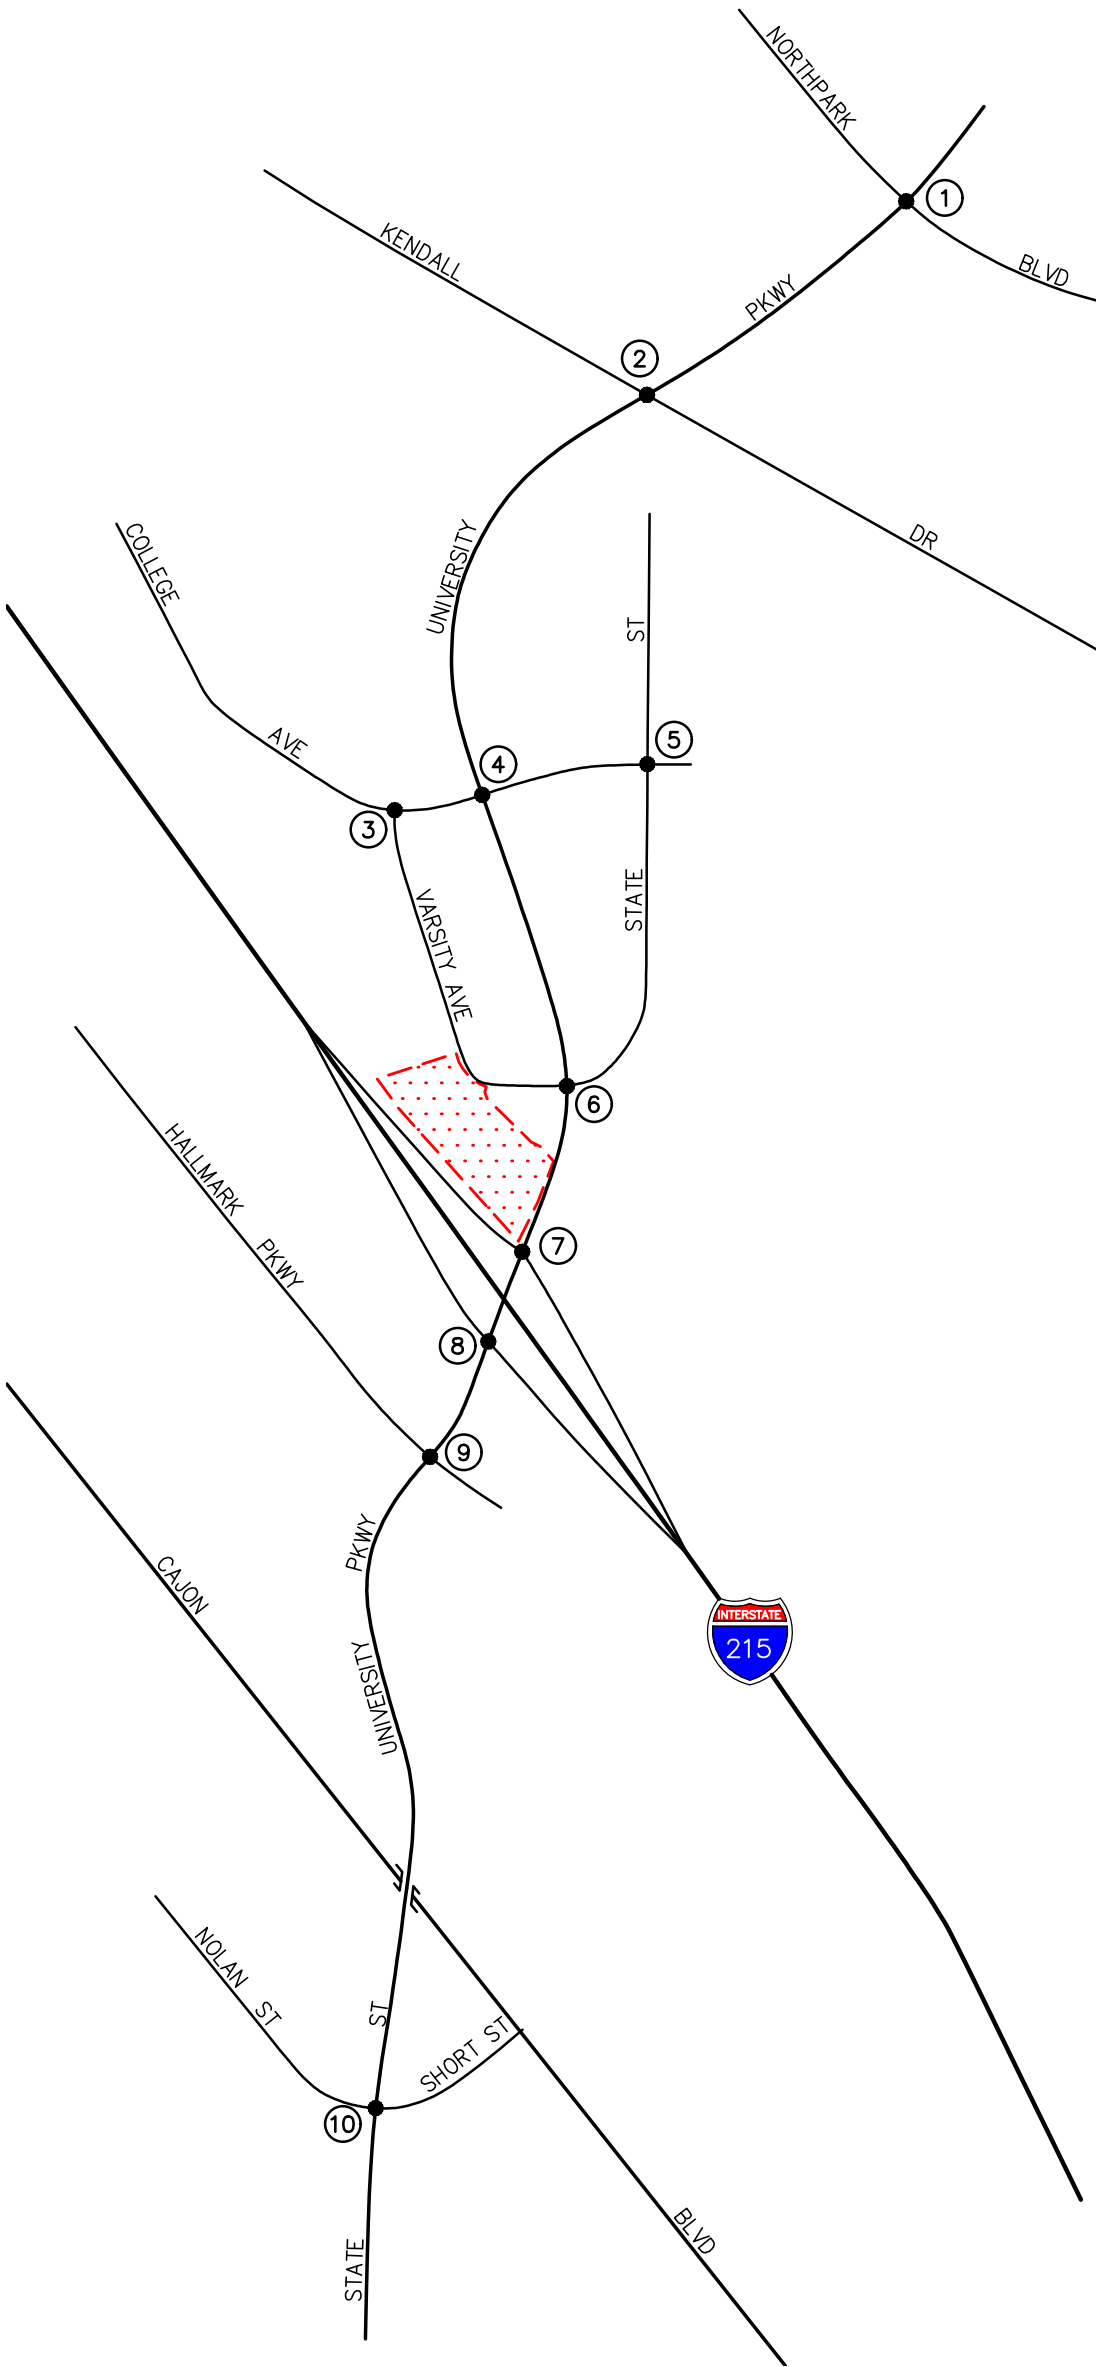 NORTHPARK
1
BLVD
KENDALL
PKWY
2
UNIVERSITY
COLLEGE
DR
ST
AVE
5
4
3
STATE
VARSITY AVE
6
HALLMARK
PKWY
7
8
9
PKWY
CAJON
INTERSTATE
215
UNIVERSITY
NOLAN ST
ST
SHORT ST
10
BLVD
STATE